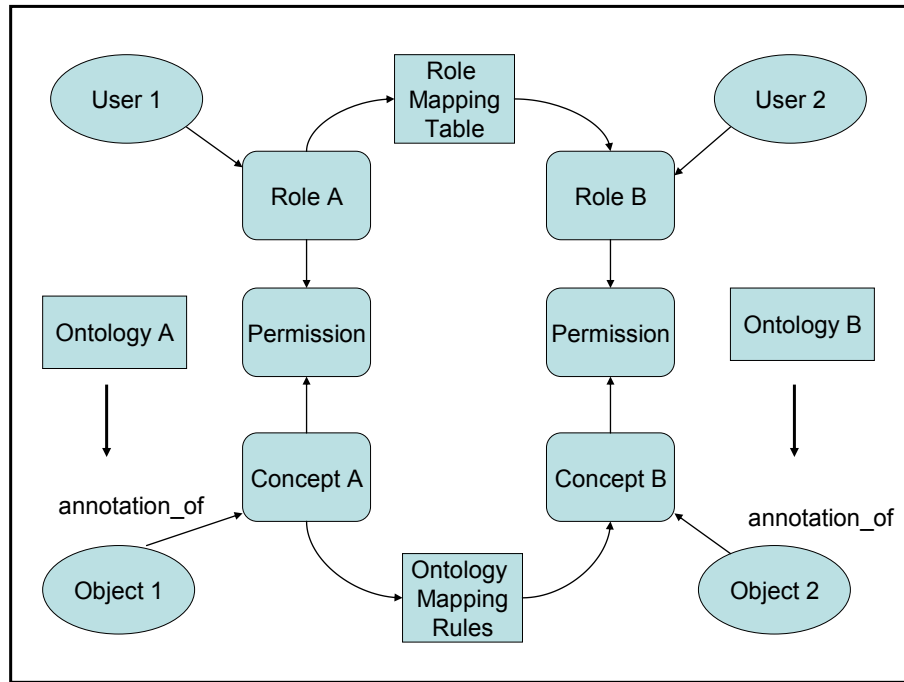 User 1
Role
Mapping
Table
User 2
Role A
Role B
Ontology A
Permission
Permission
Ontology B
Concept A
Concept B
annotation_of
annotation_of
Object 1
Ontology
Mapping
Rules
Object 2